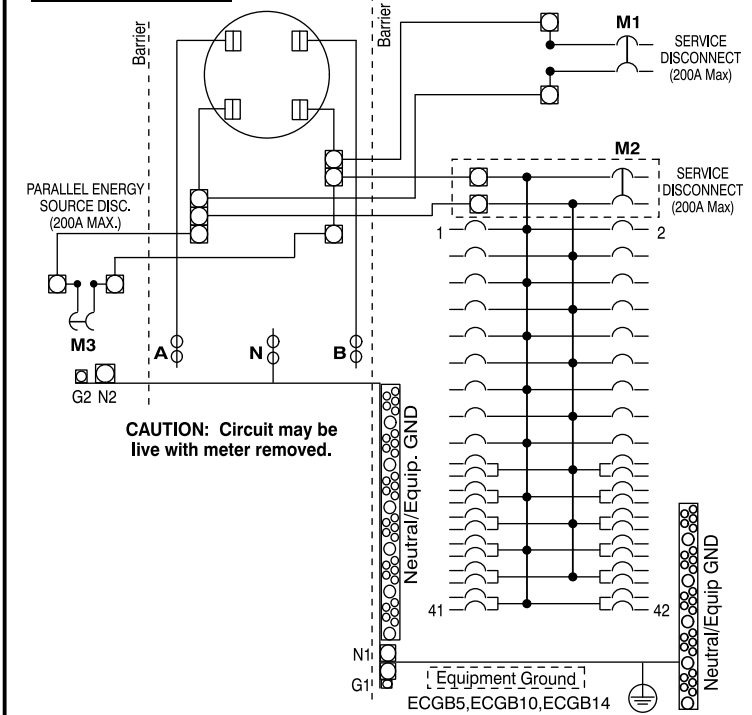 Barrier
Barrier
M1
SERVICE
DISCONNECT
(200A Max)
M2
SERVICE
DISCONNECT
(200A Max)
PARALLEL ENERGY
SOURCE DISC.
(200A MAX.)
1
2
M3
A
N
B
G2 N2
CAUTION: Circuit may be
live with meter removed.
Neutral/Equip. GND
41
42
Neutral/Equip GND
N1
G1
Equipment Ground
ECGB5,ECGB10,ECGB14